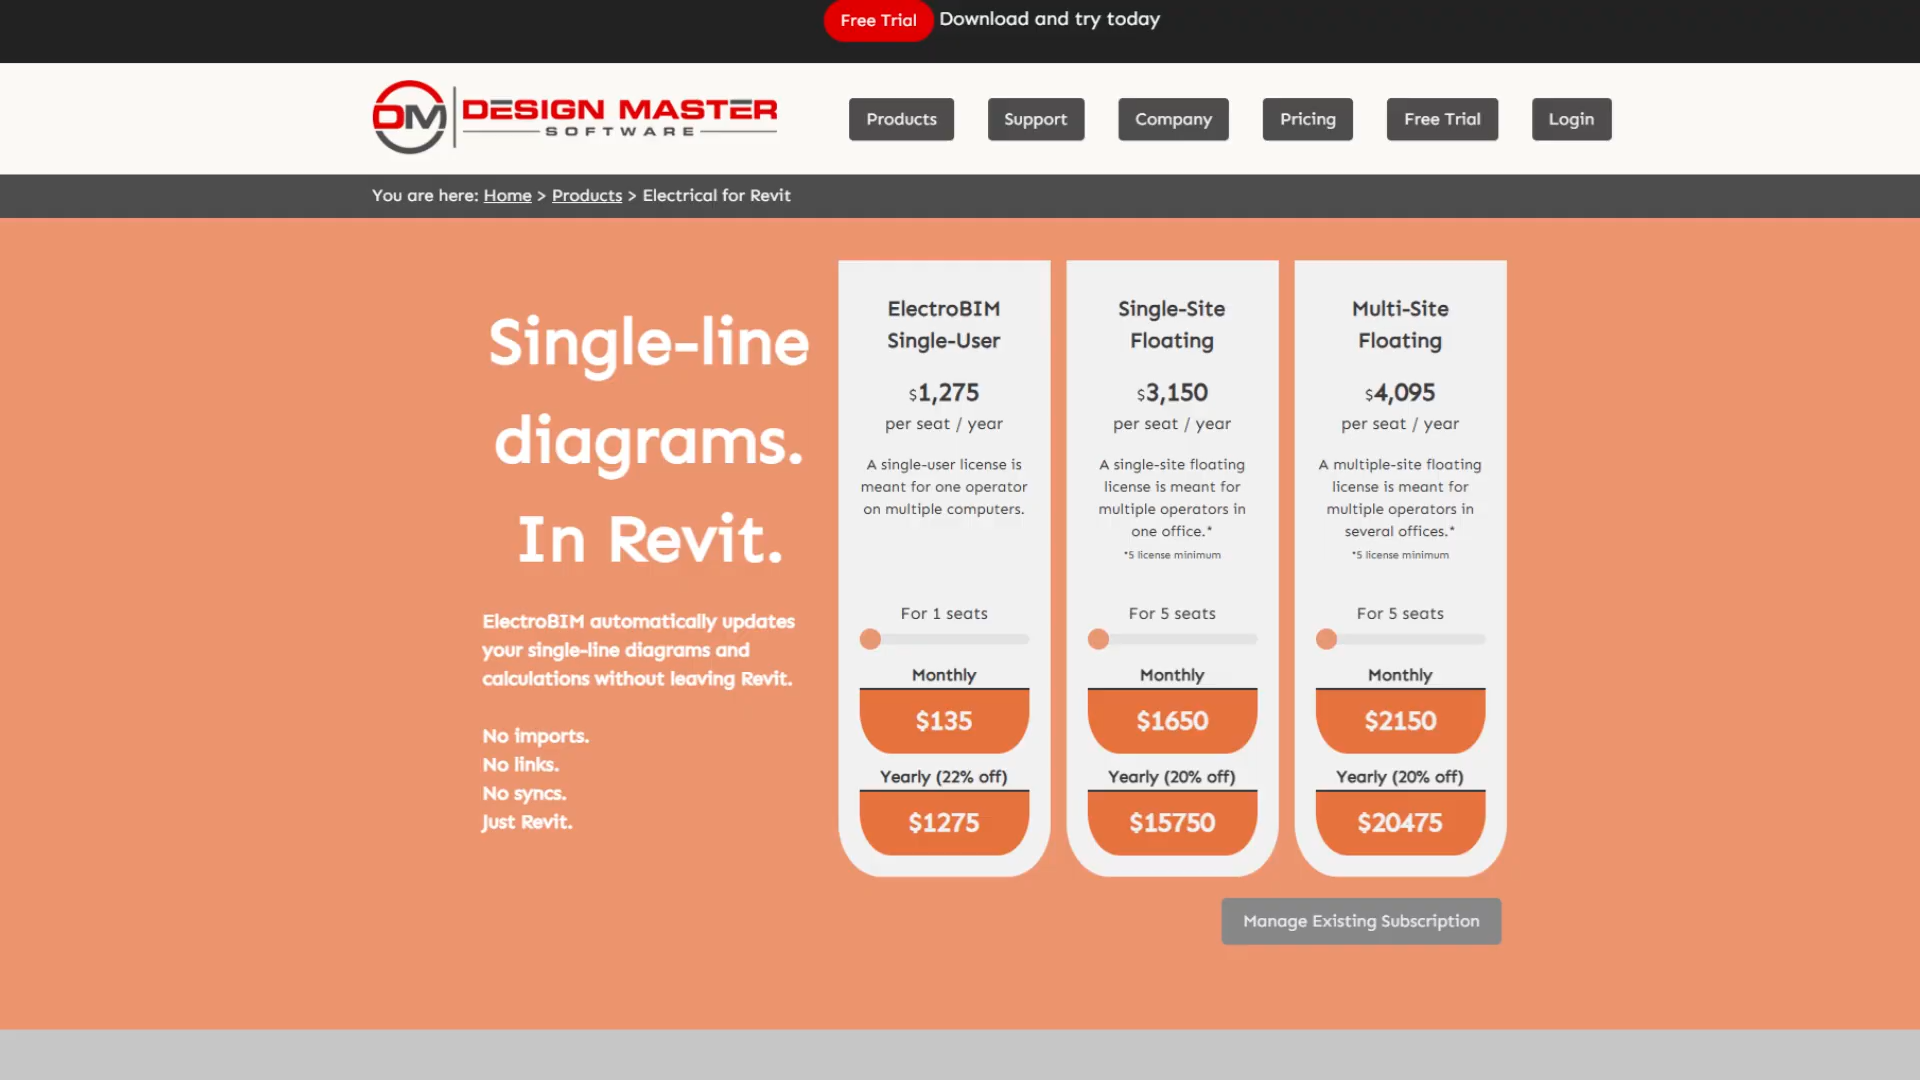 Free Trial Download and try today
DM DESIGN MASTER
SOFTWARE
Products
Support
Company
Pricing
Free Trial
Login
You are here: Home > Products > Electrical for Revit
Single-line
diagrams.
In Revit.
ElectroBIM automatically updates
your single-line diagrams and
calculations without leaving Revit.
No imports.
No links.
No syncs.
Just Revit.
ElectroBIM
Single-User
$1,275
per seat / year
A single-user license is
meant for one operator
on multiple computers.
For 1 seats
Monthly
$135
Yearly (22% off)
$1275
Single-Site
Floating
$3,150
per seat / year
A single-site floating
license is meant for
multiple operators in
one office.*
*5 license minimum
For 5 seats
Monthly
$1650
Yearly (20% off)
$15750
Multi-Site
Floating
$4,095
per seat / year
A multiple-site floating
license is meant for
multiple operators in
several offices.*
*5 license minimum
For 5 seats
Monthly
$2150
Yearly (20% off)
$20475
Manage Existing Subscription